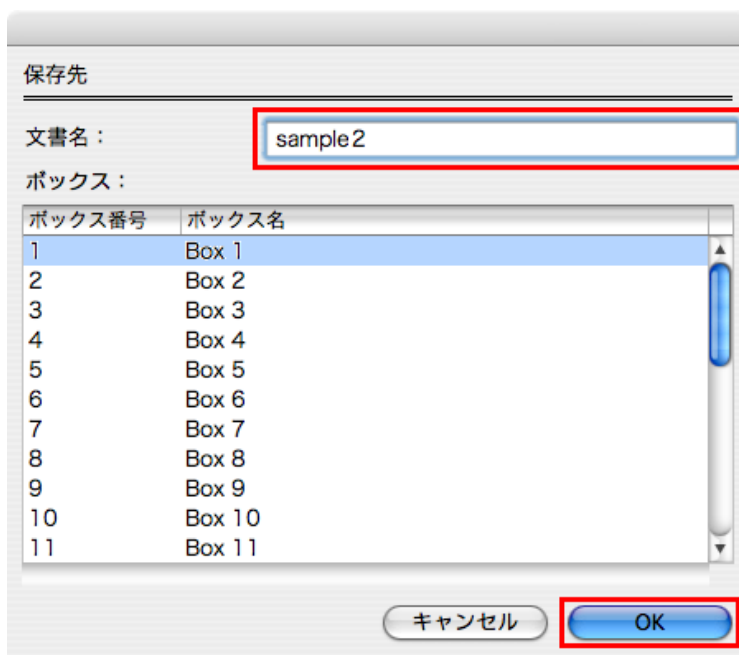 保存先
文書名： sample2
ボックス：
ボックス番号 ボックス名
1 Box 1
2 Box 2
3 Box 3
4 Box 4
5 Box 5
6 Box 6
7 Box 7
8 Box 8
9 Box 9
10 Box 10
11 Box 11
キャンセル OK